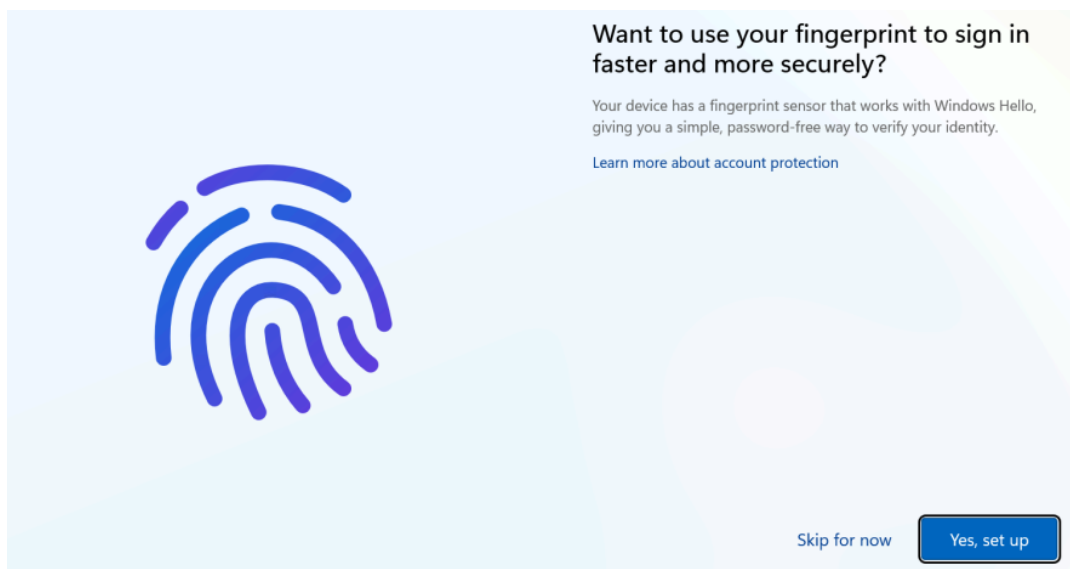 Want to use your fingerprint to sign in
faster and more securely?
Your device has a fingerprint sensor that works with Windows Hello,
giving you a simple, password-free way to verify your identity.
Learn more about account protection
Skip for now
Yes, set up